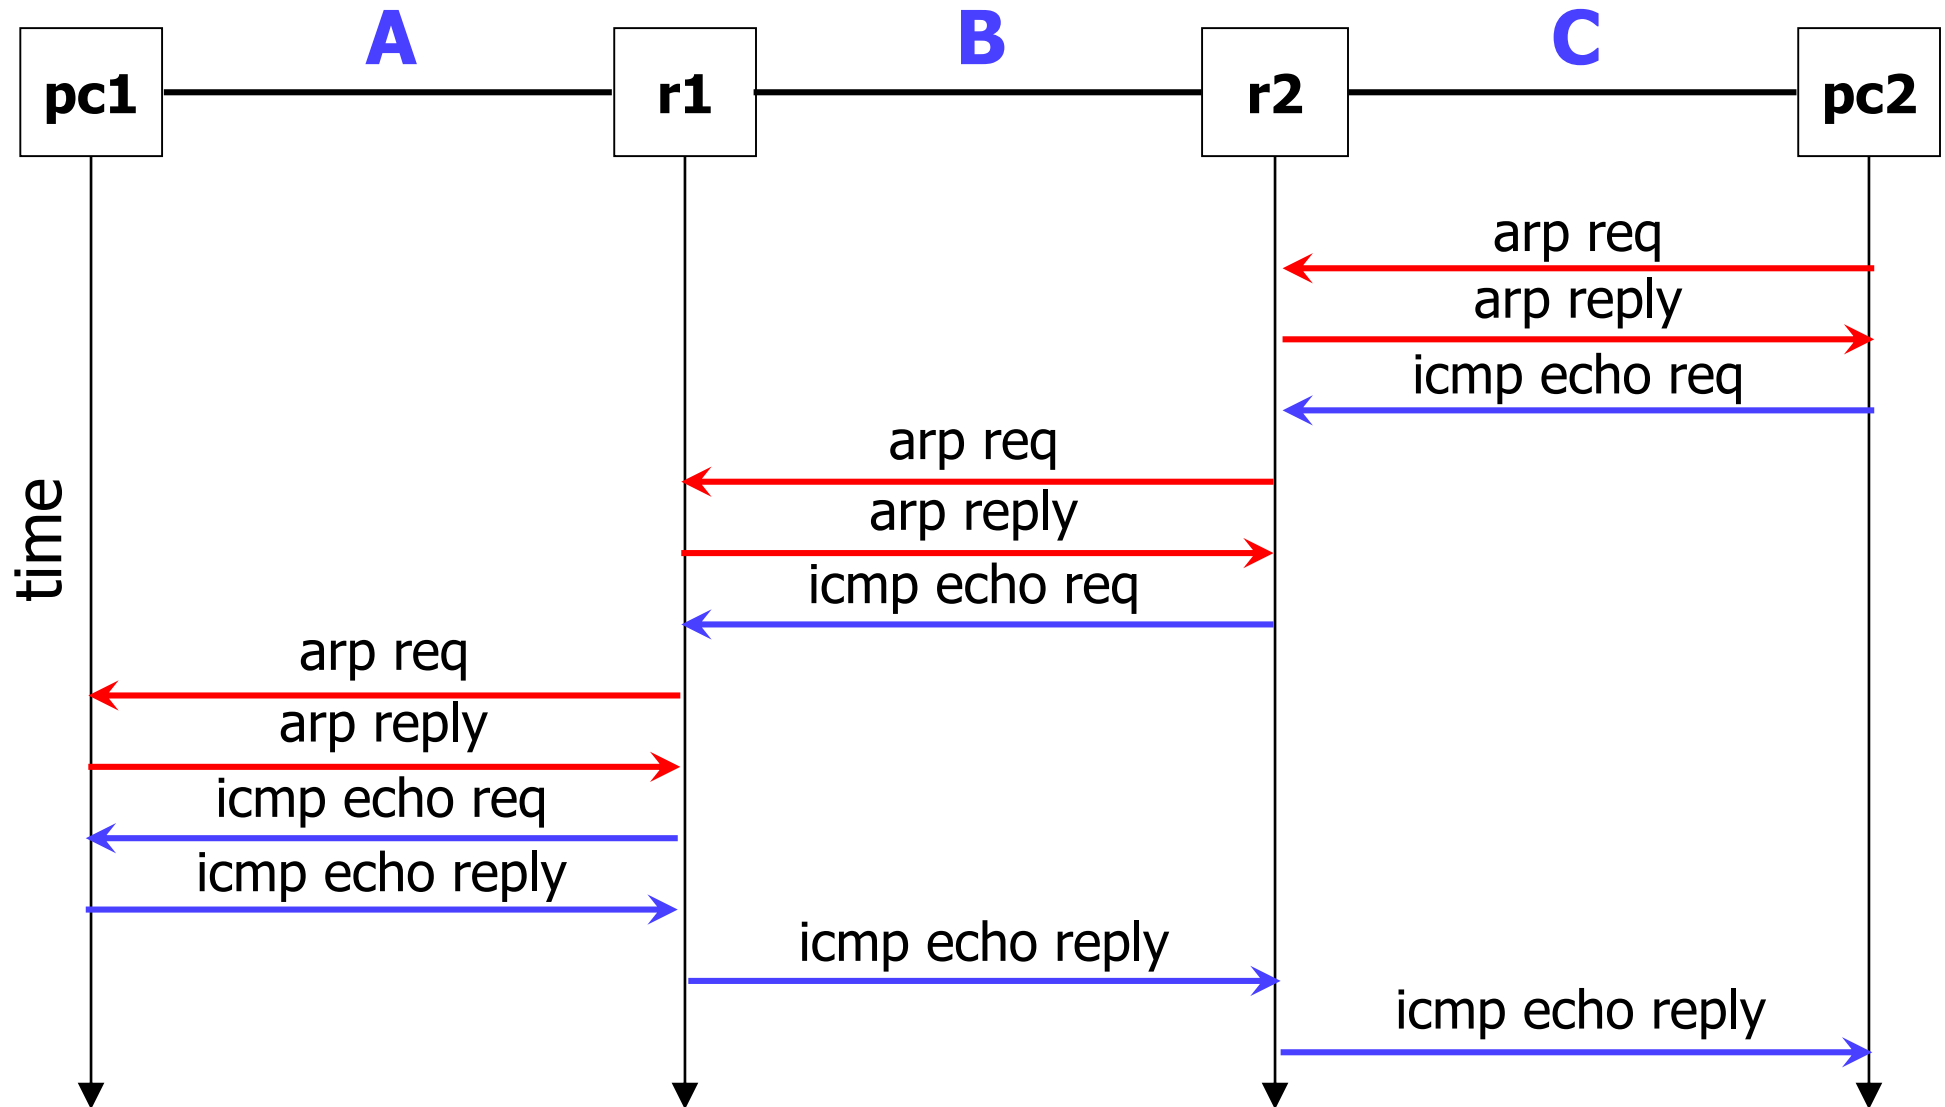 A
B
C
pc1
r1
r2
pc2
arp req
arp reply
icmp echo req
arp req
arp reply
icmp echo req
time
arp req
arp reply
icmp echo req
icmp echo reply
icmp echo reply
icmp echo reply